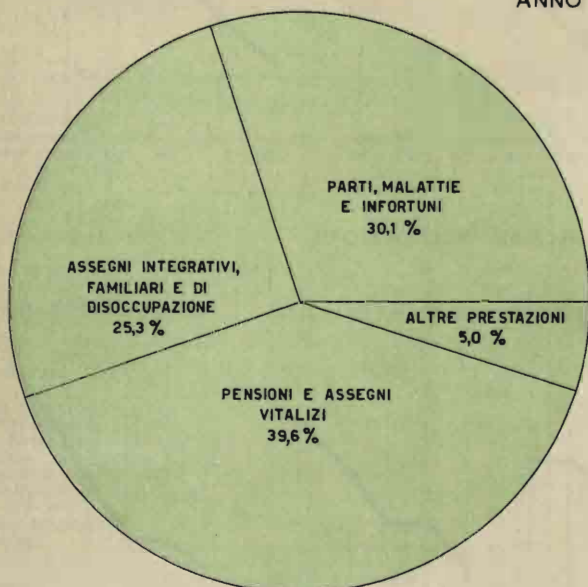 ANNO
PARTI, MALATTIE
E INFORTUNI
30,1 %
ASSEGNI INTEGRATIVI,
FAMILIARI E DI
DISOCCUPAZIONE
25,3 %
ALTRE PRESTAZIONI
5,0 %
PENSIONI E ASSEGNI
VITALIZI
39,6 %